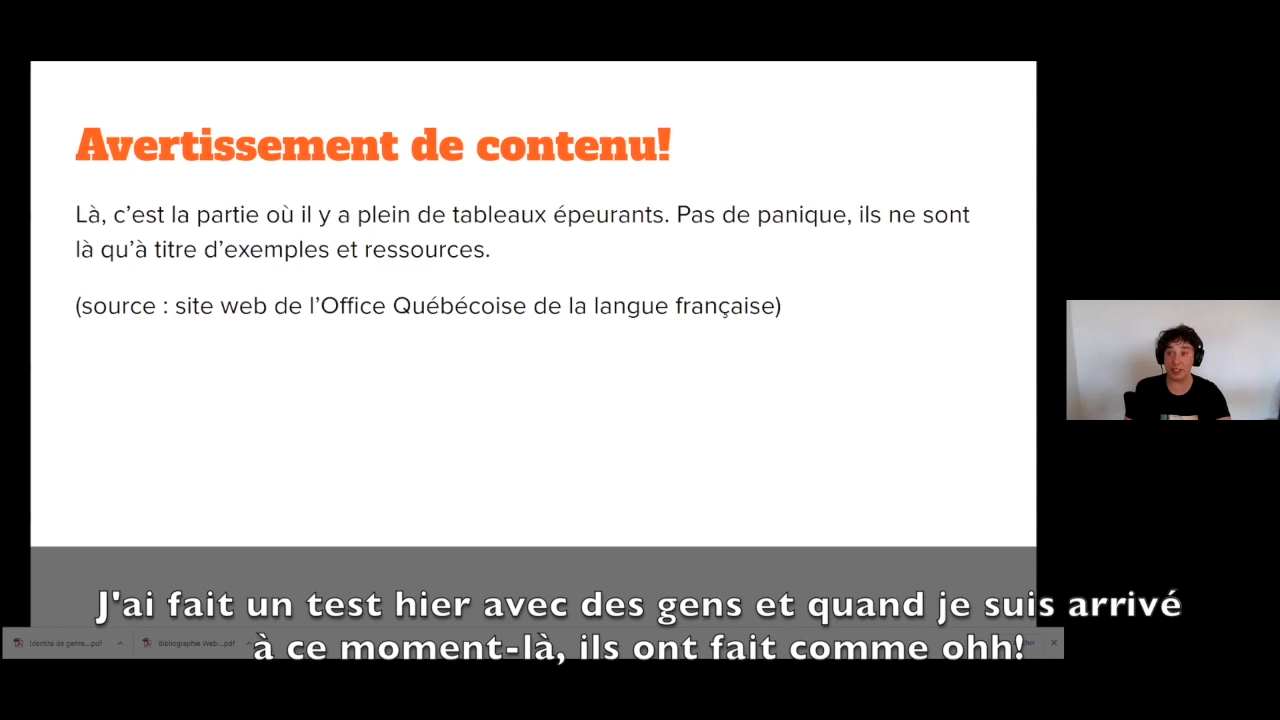 Avertissement de contenu!
Là, c’est la partie où il y a plein de tableaux épeurants. Pas de panique, ils ne sont
là qu’à titre d’exemples et ressources.
(source : site web de l’Office Québécoise de la langue française)
J'ai fait un test hier avec des gens et quand je suis arrivé
à ce moment-là, ils ont fait comme ohh!
Identité de genre....pdf
Bibliographie Web....pdf